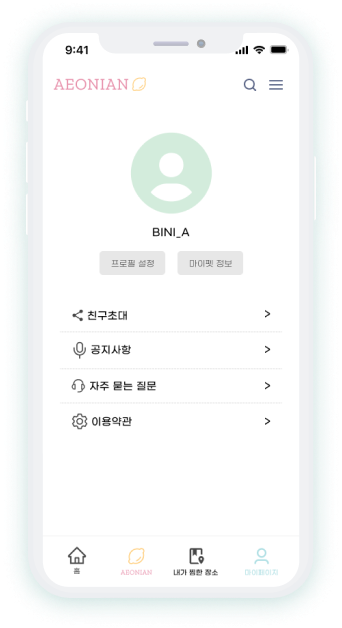 9:41
AEONIAN
BINI_A
프로필 설정
마이펫 정보
친구초대 >
공지사항 >
자주 묻는 질문 >
이용약관 >
홈
AEONIAN
내가 찜한 장소
마이페이지